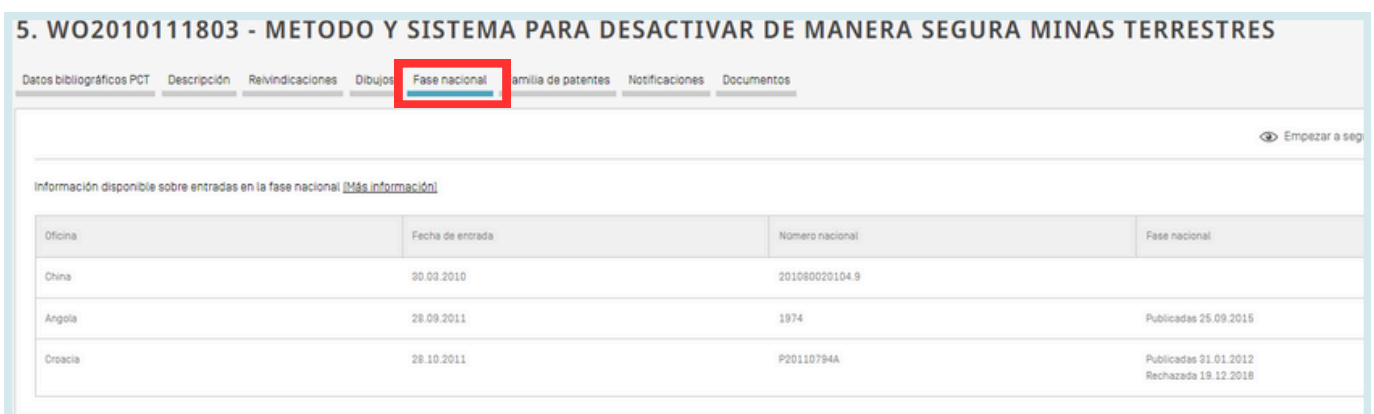 5. WO2010111803 - METODO Y SISTEMA PARA DESACTIVAR DE MANERA SEGURA MINAS TERRESTRES
Datos bibliográficos PCT Descripción Reivindicaciones Dibujos Fase nacional amilia de patentes Notificaciones Documentos
Empezar a seg
Información disponible sobre entradas en la fase nacional [Más información]
Oficina Fecha de entrada Número nacional Fase nacional
China 30.03.2010 201080020104.9
Angola 28.09.2011 1974 Publicadas 25.09.2015
Croacia 28.10.2011 P20110794A Publicadas 31.01.2012
Rechazada 19.12.2018